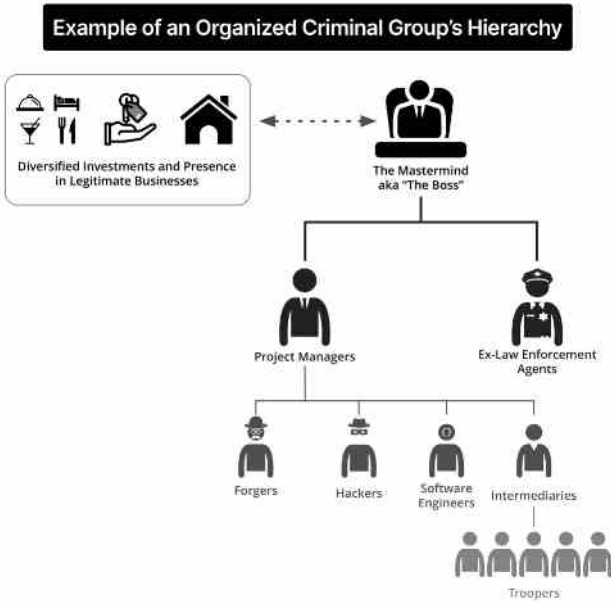 Example of an Organized Criminal Group's Hierarchy
Diversified Investments and Presence
in Legitimate Businesses
The Mastermind
aka "The Boss"
Project Managers
Ex-Law Enforcement
Agents
Forgers
Hackers
Software
Engineers
Intermediaries
Troopers